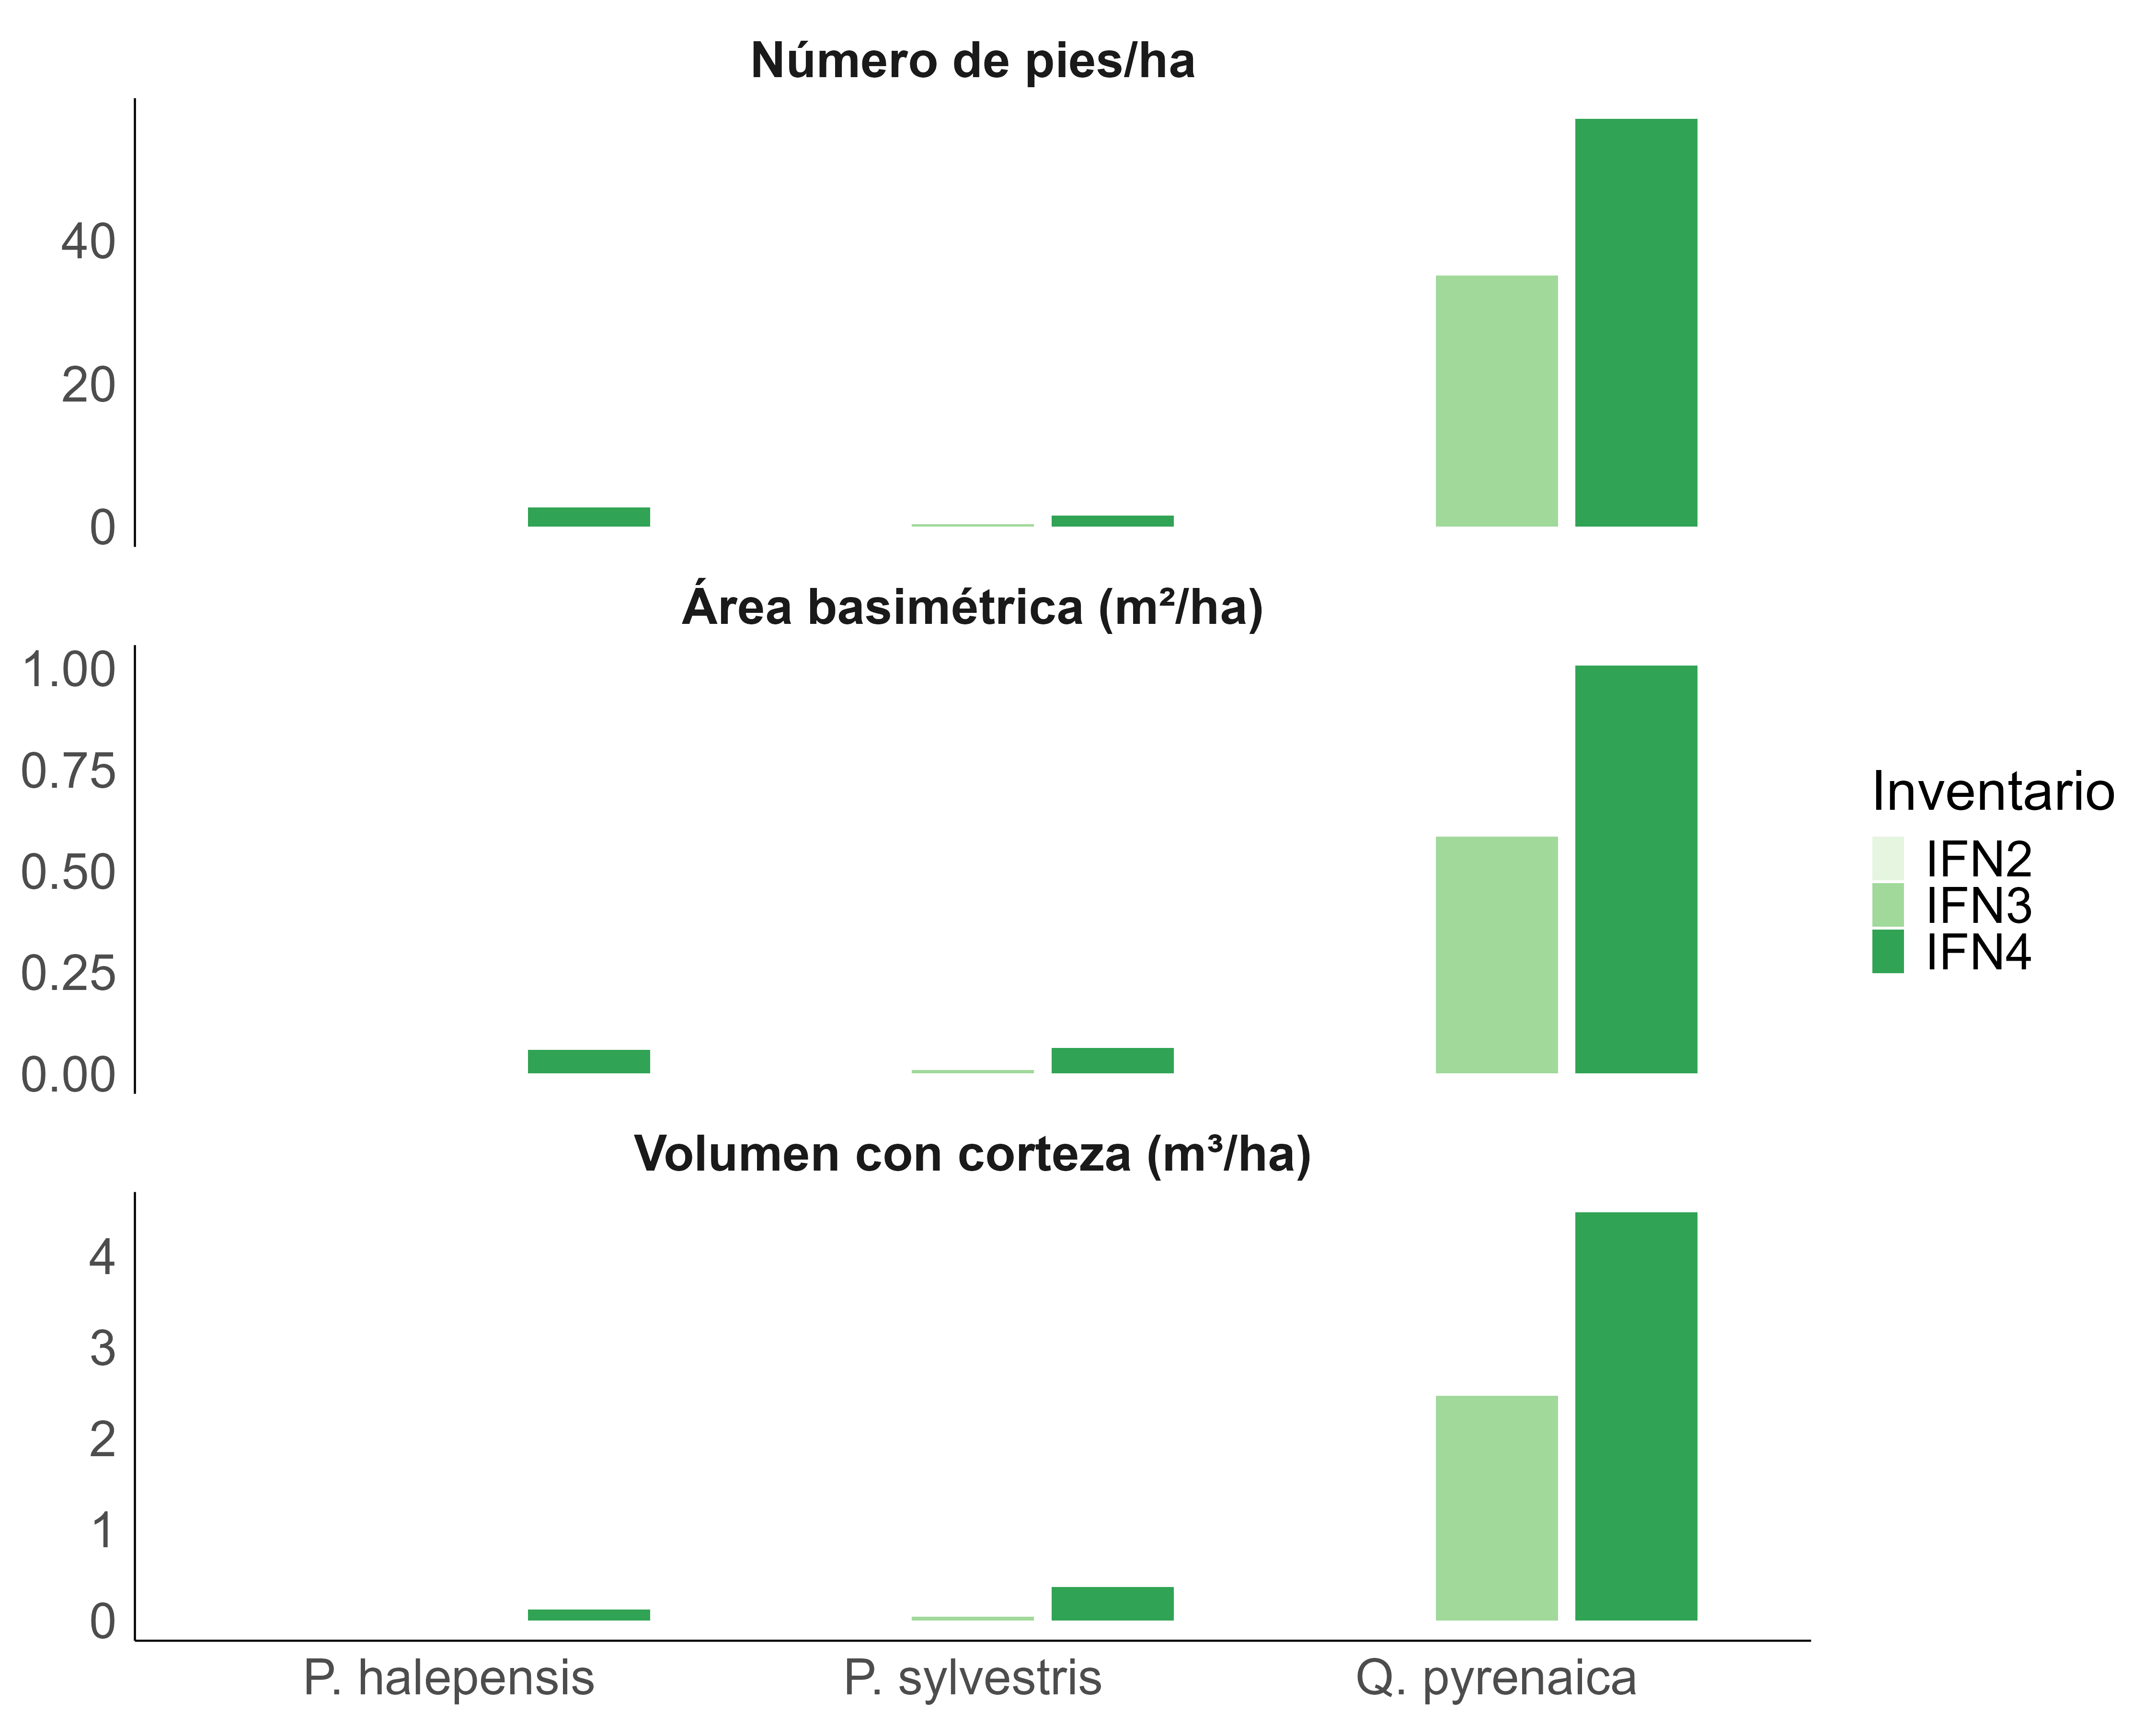 Número de pies/ha
40
20
0
Área basimétrica (m²/ha)
1.00
0.75
0.50
0.25
0.00
Volumen con corteza (m³/ha)
4
3
2
1
0
P. halepensis
P. sylvestris
Q. pyrenaica
Inventario
IFN2
IFN3
IFN4